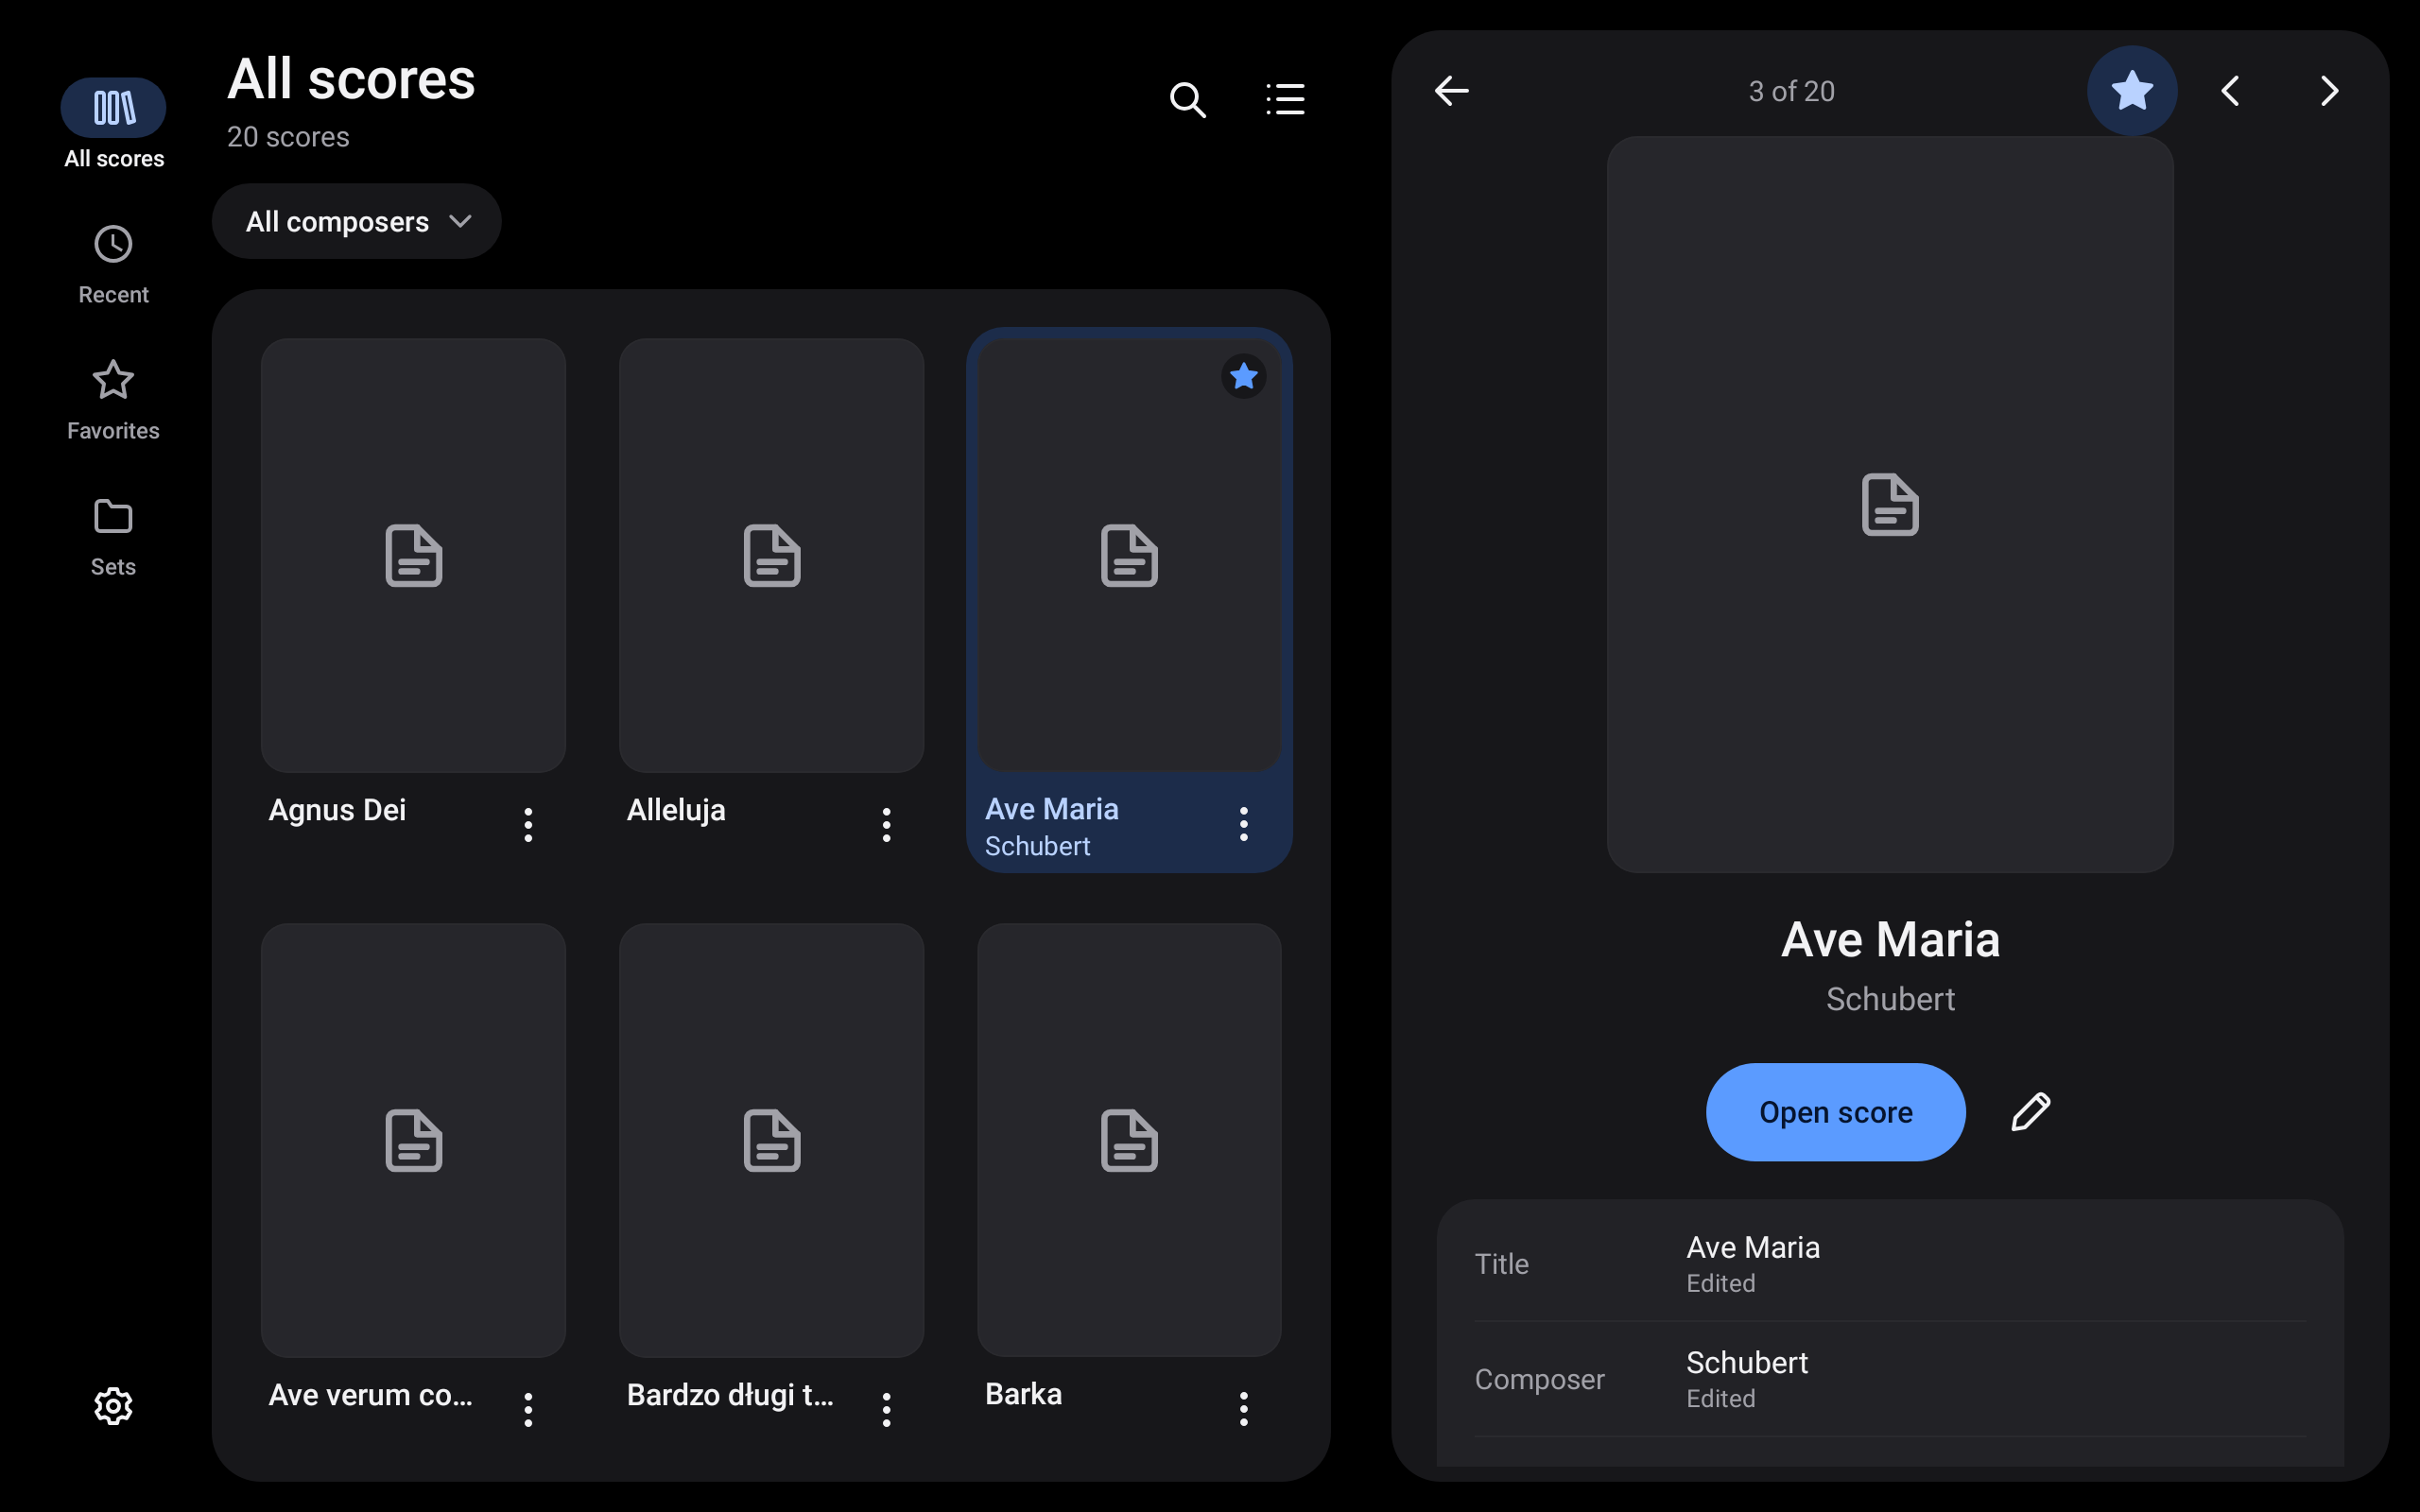 All scores
Recent
Favorites
Sets
All scores
20 scores
All composers
Agnus Dei
Alleluja
Ave Maria
Schubert
Ave verum co...
Bardzo długi t...
Barka
3 of 20
Ave Maria
Schubert
Open score
Title
Ave Maria
Edited
Composer
Schubert
Edited